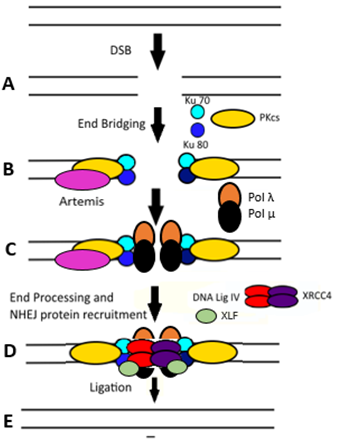 DSB
A
Ku 70
End Bridging
PKcs
Ku 80
B
Artemis
Pol λ
Pol μ
C
End Processing and
NHEJ protein recruitment
DNA Lig IV
XRCC4
XLF
D
Ligation
E